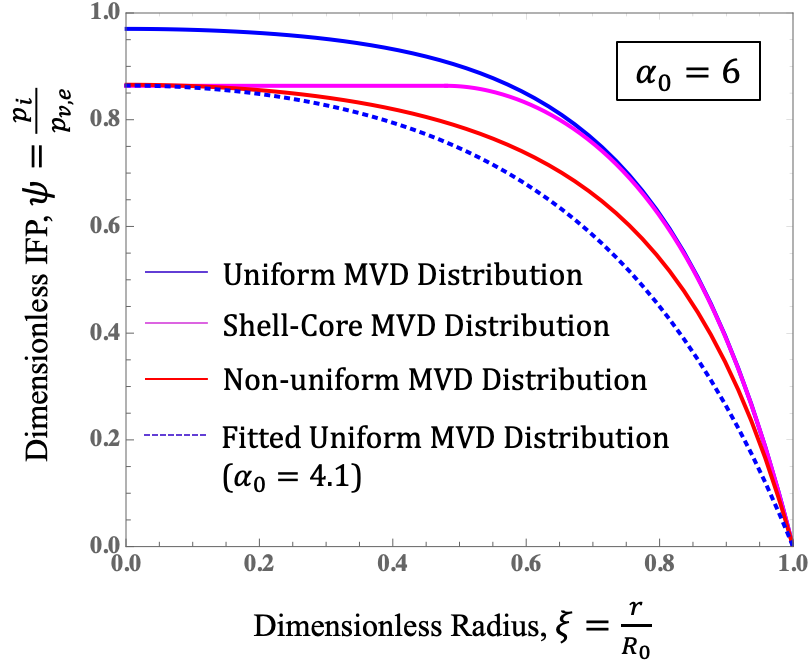 1.0
0.8
0.6
0.4
0.2
0.0
Dimensionless IFP, ψ = p_i / p_{v,e}
α₀ = 6
Uniform MVD Distribution
Shell-Core MVD Distribution
Non-uniform MVD Distribution
Fitted Uniform MVD Distribution
(α₀ = 4.1)
0.0 0.2 0.4 0.6 0.8 1.0
Dimensionless Radius, ξ = r / R₀